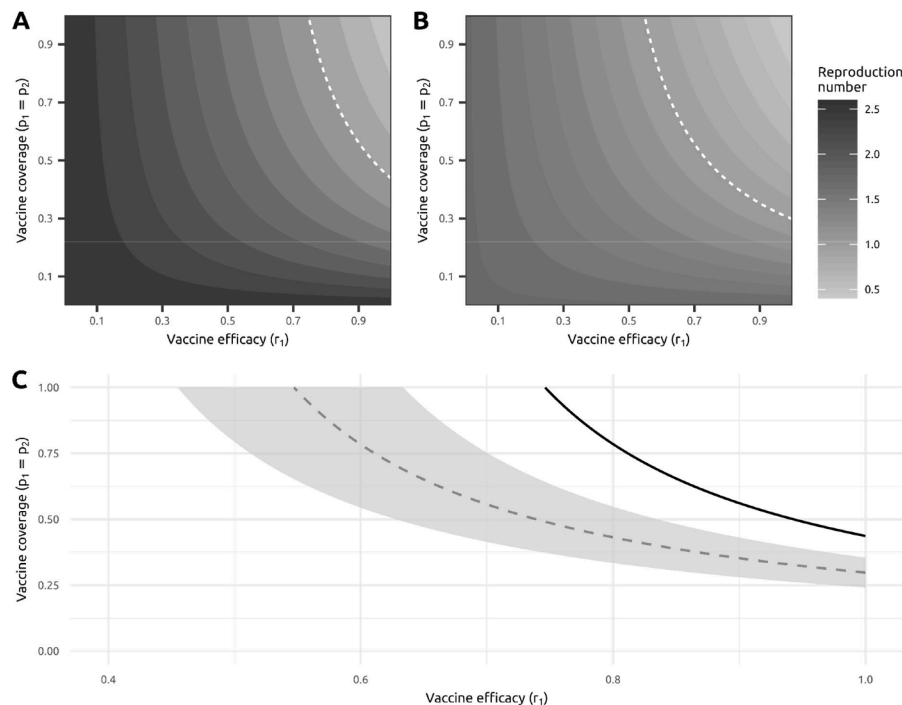 A
B
Vaccine coverage (p₁ = p₂)
0.9
0.7
0.5
0.3
0.1
0.1 0.3 0.5 0.7 0.9
Vaccine efficacy (r₁)
Vaccine coverage (p₁ = p₂)
0.9
0.7
0.5
0.3
0.1
0.1 0.3 0.5 0.7 0.9
Vaccine efficacy (r₁)
Reproduction
number
2.5
2.0
1.5
1.0
0.5
C
Vaccine coverage (p₁ = p₂)
1.00
0.75
0.50
0.25
0.00
0.4 0.6 0.8 1.0
Vaccine efficacy (r₁)